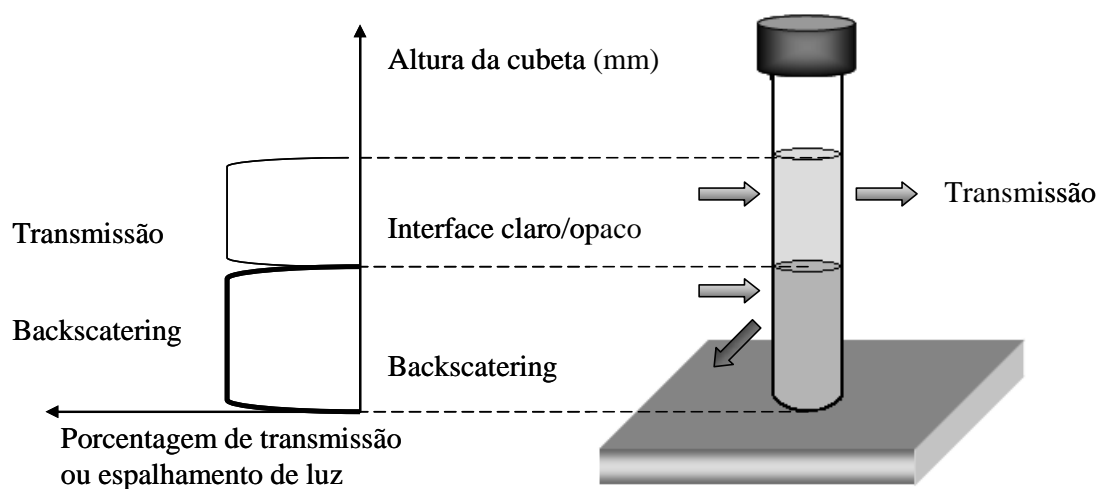 Altura da cubeta (mm)
Transmissão
Transmissão
Interface claro/opaco
Backscatering
Backscatering
Porcentagem de transmissão
ou espalhamento de luz